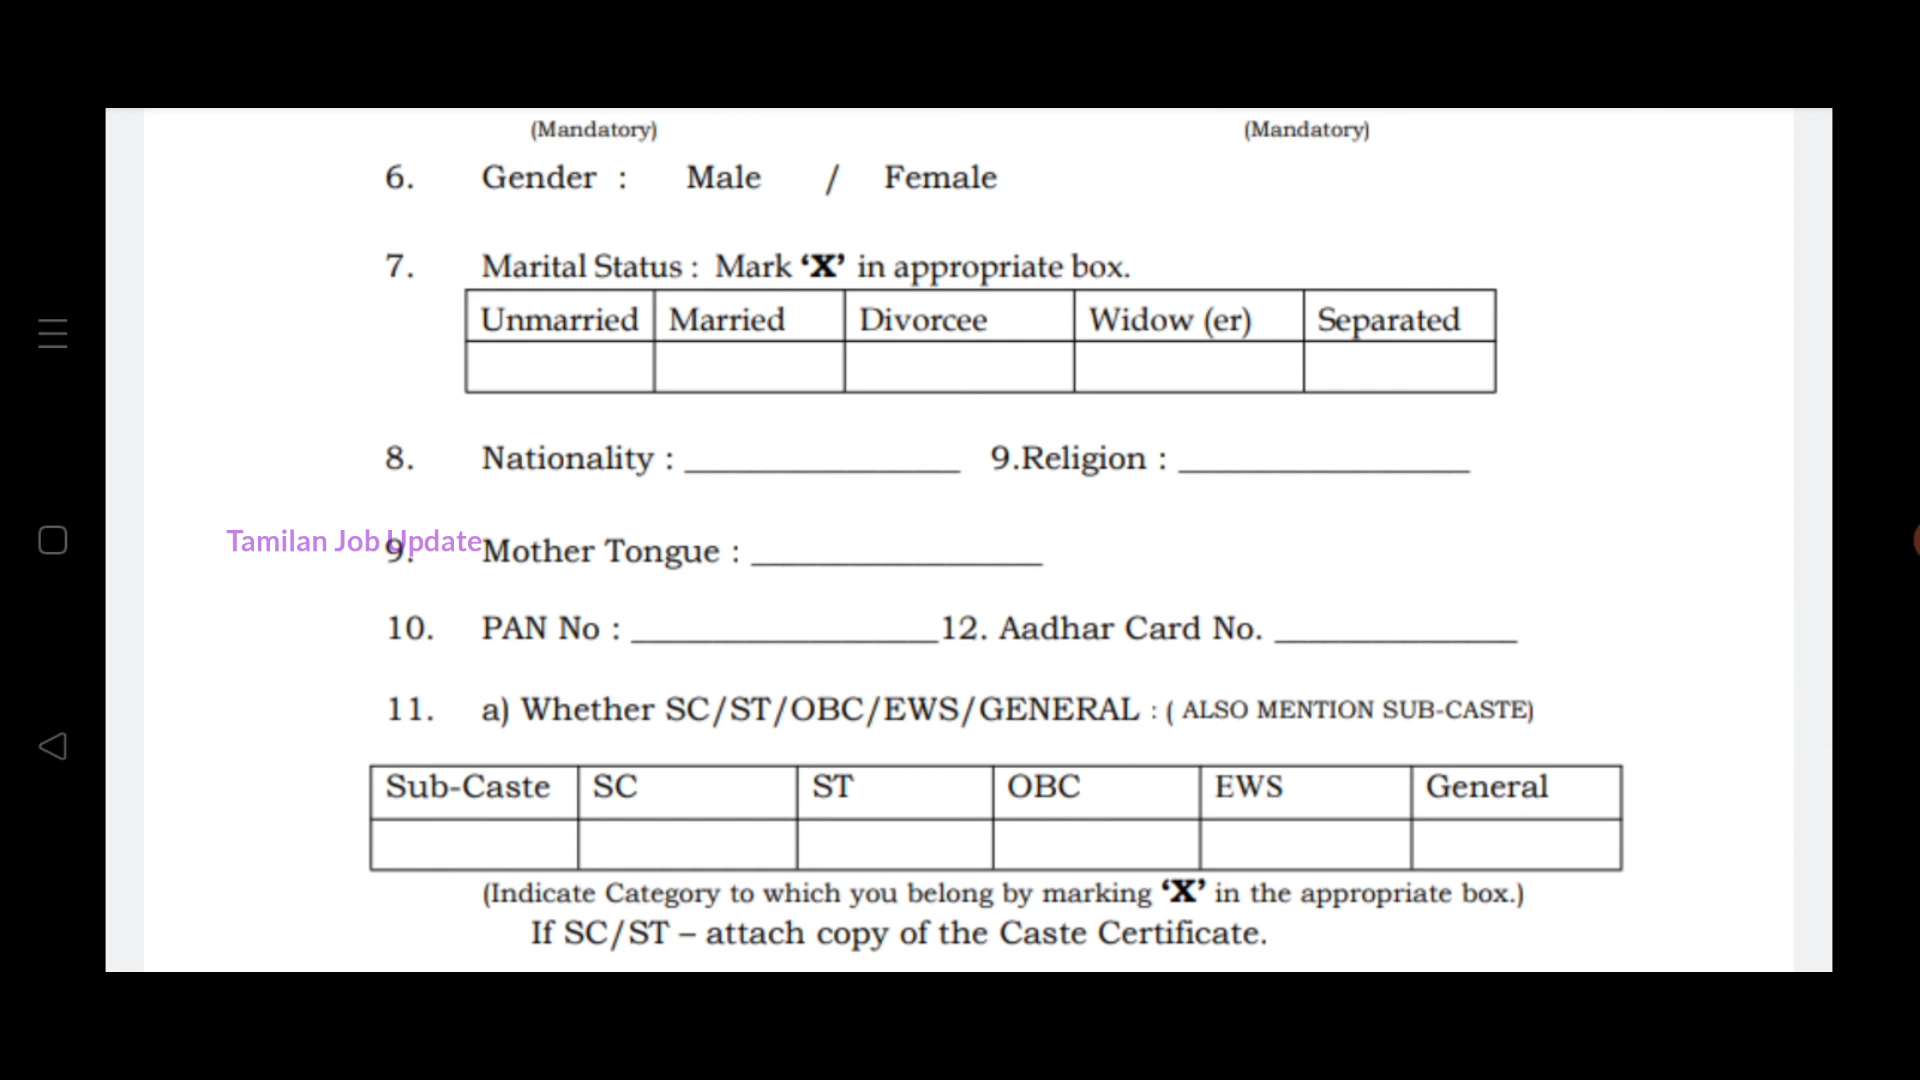 (Mandatory) (Mandatory)
6. Gender : Male / Female
7. Marital Status : Mark ‘X’ in appropriate box.
Unmarried Married Divorcee Widow (er) Separated
8. Nationality : ________________ 9.Religion : _________________
Tamilan Job Update
9. Mother Tongue : _________________
10. PAN No : __________________12. Aadhar Card No. ______________
11. a) Whether SC/ST/OBC/EWS/GENERAL : ( ALSO MENTION SUB-CASTE)
Sub-Caste SC ST OBC EWS General
(Indicate Category to which you belong by marking ‘X’ in the appropriate box.)
If SC/ST – attach copy of the Caste Certificate.